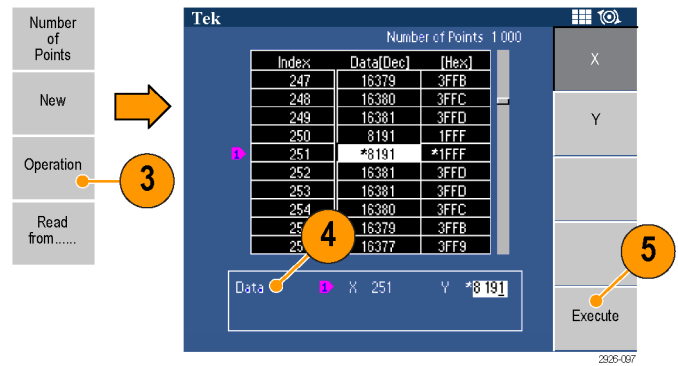 Number
of
Points
New
Operation
3
Read
from......
Tek
Number of Points 1 000
Index Data[Dec] [Hex]
247 16379 3FFB
248 16380 3FFC
249 16381 3FFD
250 8191 1FFF
1 251 *8191 *1FFF
252 16381 3FFD
253 16381 3FFD
254 16380 3FFC
16379 3FFB
16377 3FF9
4
Data 1 X 251 Y *8 191
X
Y
5
Execute
2926-097